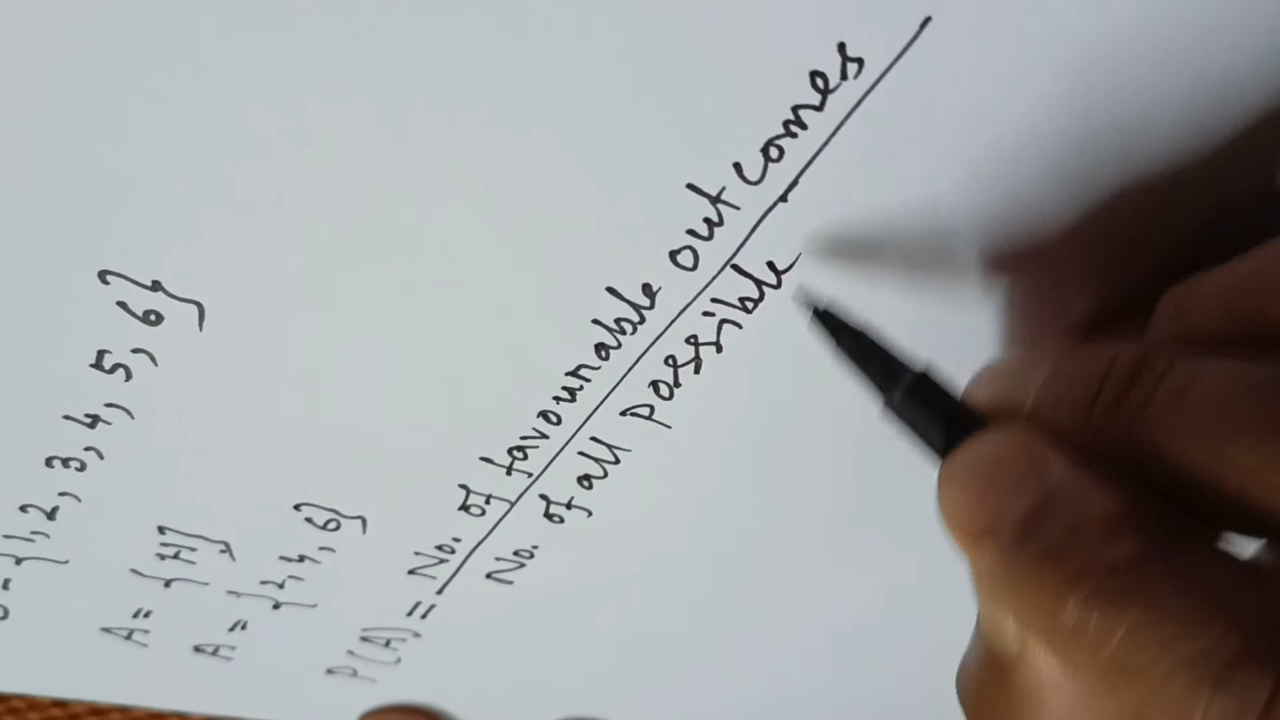 = {1, 2, 3, 4, 5, 6}
A = {H}
A = {2, 4, 6}
P(A) = No. of favourable outcomes
No. of all possible